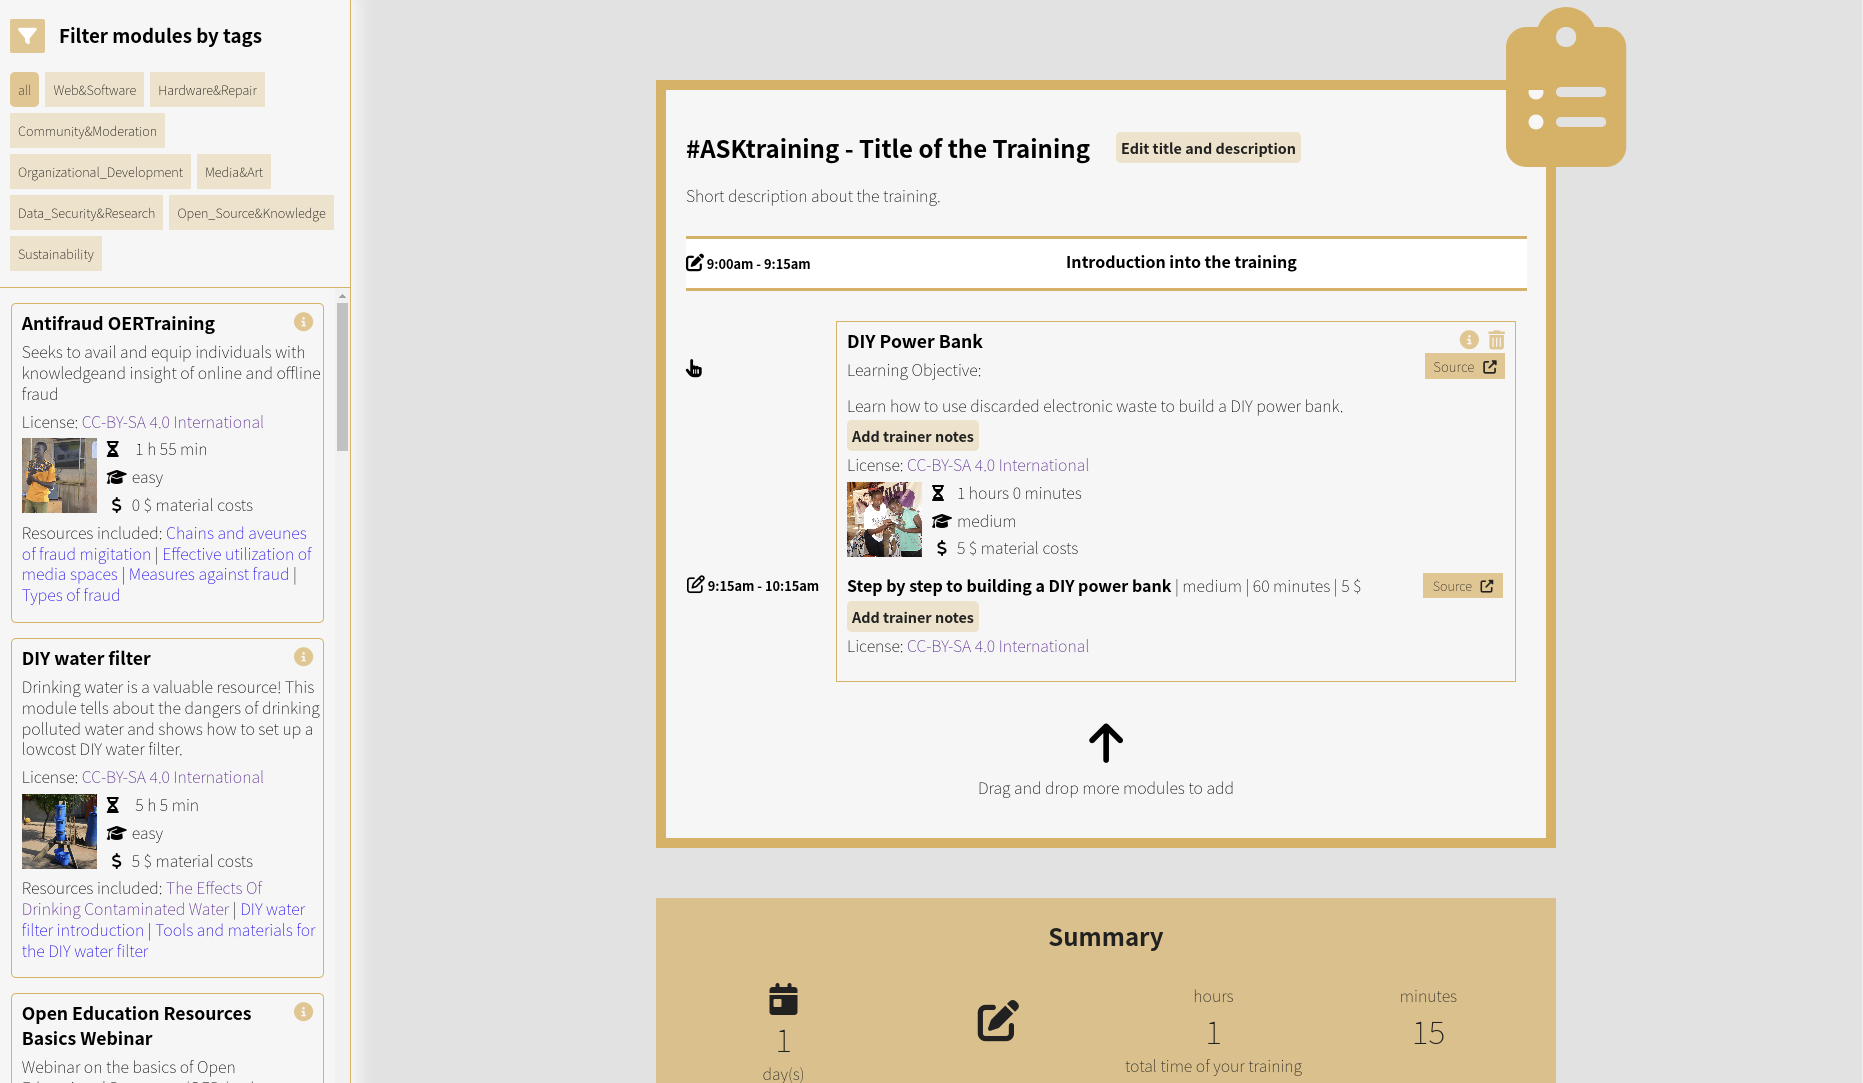 Filter modules by tags
all
Web&Software
Hardware&Repair
Community&Moderation
Organizational_Development
Media&Art
Data_Security&Research
Open_Source&Knowledge
Sustainability
Antifraud OERTraining
Seeks to avail and equip individuals with
knowledgeand insight of online and offline
fraud
License: CC-BY-SA 4.0 International
1 h 55 min
easy
0 $ material costs
Resources included: Chains and aveunes
of fraud migitation | Effective utilization of
media spaces | Measures against fraud |
Types of fraud
DIY water filter
Drinking water is a valuable resource! This
module tells about the dangers of drinking
polluted water and shows how to set up a
lowcost DIY water filter.
License: CC-BY-SA 4.0 International
5 h 5 min
easy
5 $ material costs
Resources included: The Effects Of
Drinking Contaminated Water | DIY water
filter introduction | Tools and materials for
the DIY water filter
Open Education Resources
Basics Webinar
Webinar on the basics of Open
#ASKtraining - Title of the Training
Edit title and description
Short description about the training.
9:00am - 9:15am
Introduction into the training
DIY Power Bank
Source
Learning Objective:
Learn how to use discarded electronic waste to build a DIY power bank.
Add trainer notes
License: CC-BY-SA 4.0 International
1 hours 0 minutes
medium
5 $ material costs
9:15am - 10:15am
Step by step to building a DIY power bank | medium | 60 minutes | 5 $
Source
Add trainer notes
License: CC-BY-SA 4.0 International
Drag and drop more modules to add
Summary
1
day(s)
hours
1
minutes
15
total time of your training